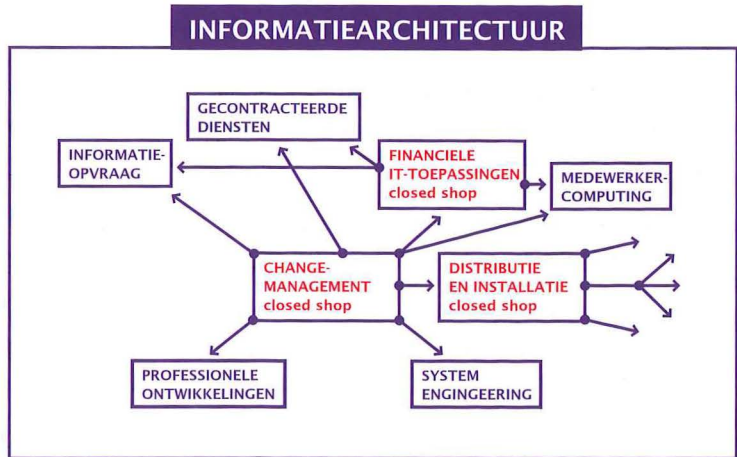 INFORMATIEARCHITECTUUR
GECONTRACTEERDE
DIENSTEN
INFORMATIE-
OPVRAAG
FINANCIELE
IT-TOEPASSINGEN
closed shop
MEDEWERKER-
COMPUTING
CHANGE-
MANAGEMENT
closed shop
DISTRIBUTIE
EN INSTALLATIE
closed shop
PROFESSIONELE
ONTWIKKELINGEN
SYSTEM
ENGINGEERING